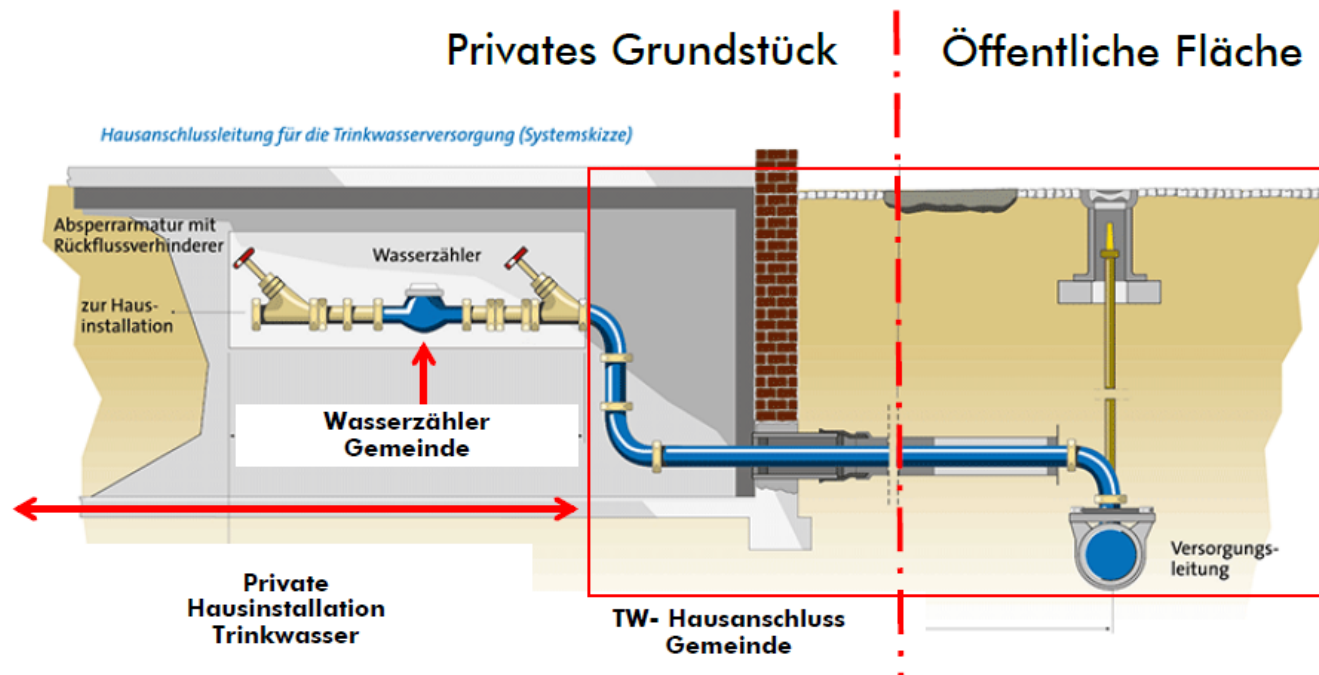 Privates Grundstück
Öffentliche Fläche
Hausanschlussleitung für die Trinkwasserversorgung (Systemskizze)
Absperrarmatur mit
Rückflussverhinderer
Wasserzähler
zur Haus-
installation
Wasserzähler
Gemeinde
Versorgungs-
leitung
Private
Hausinstallation
Trinkwasser
TW- Hausanschluss
Gemeinde